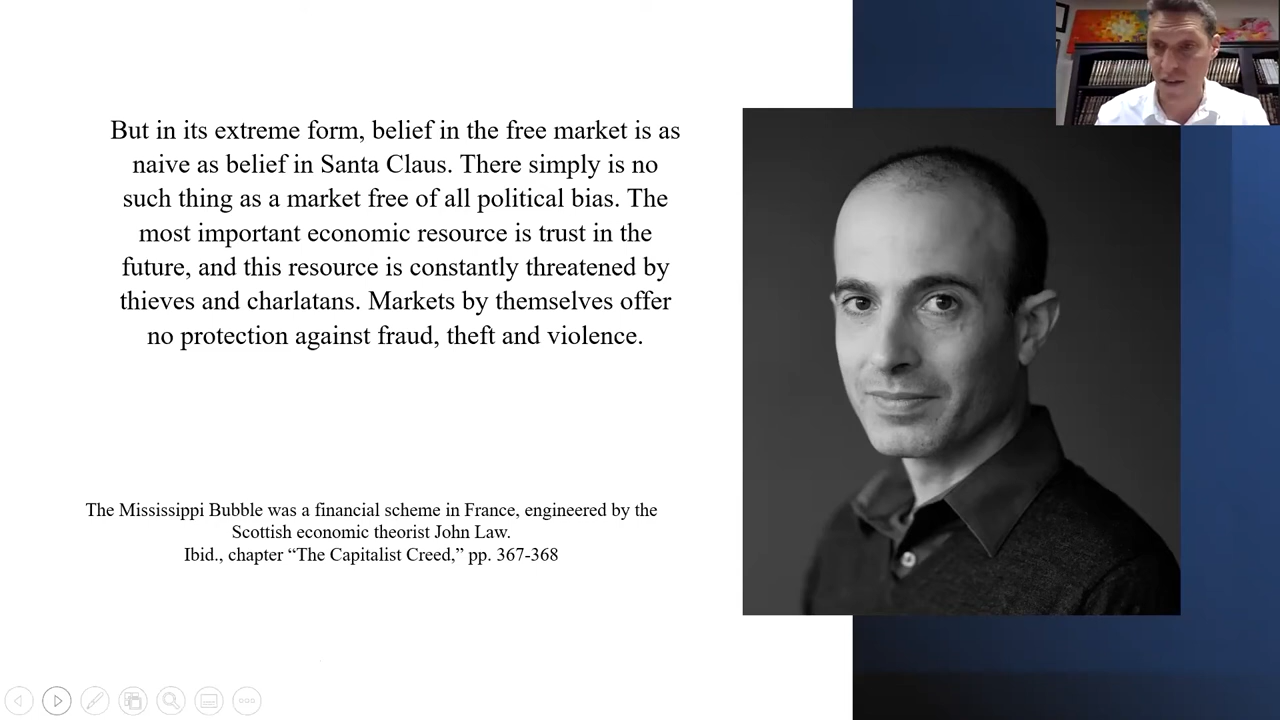 But in its extreme form, belief in the free market is as
naive as belief in Santa Claus. There simply is no
such thing as a market free of all political bias. The
most important economic resource is trust in the
future, and this resource is constantly threatened by
thieves and charlatans. Markets by themselves offer
no protection against fraud, theft and violence.
The Mississippi Bubble was a financial scheme in France, engineered by the
Scottish economic theorist John Law.
Ibid., chapter “The Capitalist Creed,” pp. 367-368